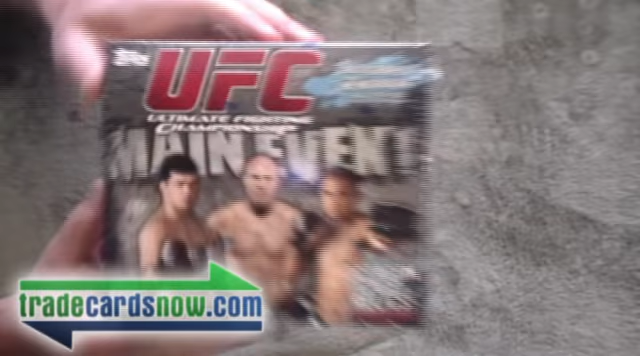 Topps
UFC
ULTIMATE FIGHTING
CHAMPIONSHIP
MAIN EVENT
tradecardsnow.com